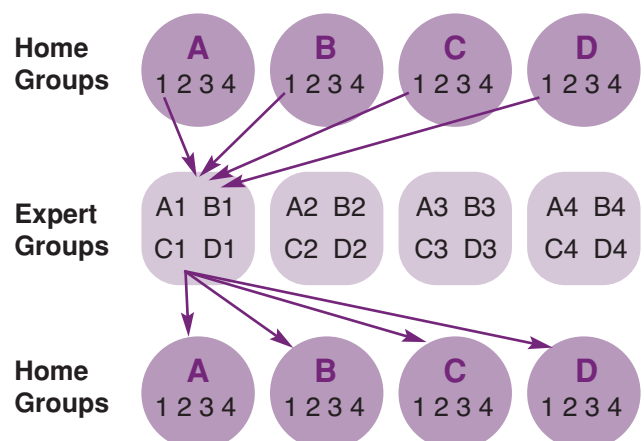 Home Groups
A B C D
1 2 3 4 1 2 3 4 1 2 3 4 1 2 3 4
Expert Groups
A1 B1 A2 B2 A3 B3 A4 B4
C1 D1 C2 D2 C3 D3 C4 D4
Home Groups
A B C D
1 2 3 4 1 2 3 4 1 2 3 4 1 2 3 4